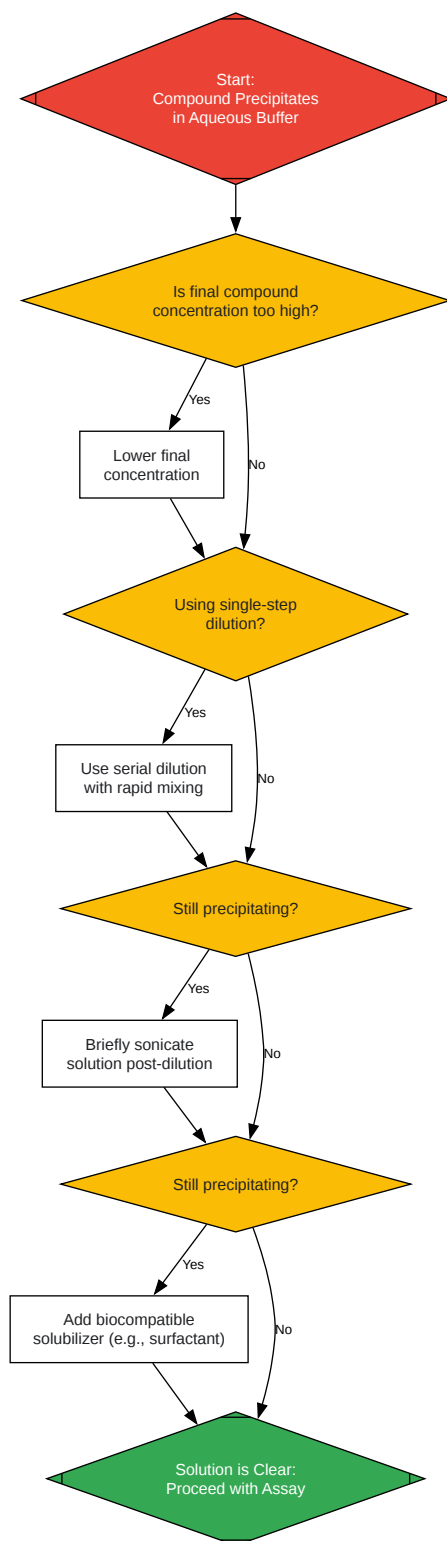 Start:
Compound Precipitates
in Aqueous Buffer
Is final compound
concentration too high?
Yes
Lower final
concentration
No
Using single-step
dilution?
Yes
Use serial dilution
with rapid mixing
No
Still precipitating?
Yes
Briefly sonicate
solution post-dilution
No
Still precipitating?
Yes
Add biocompatible
solubilizer (e.g., surfactant)
No
Solution is Clear:
Proceed with Assay